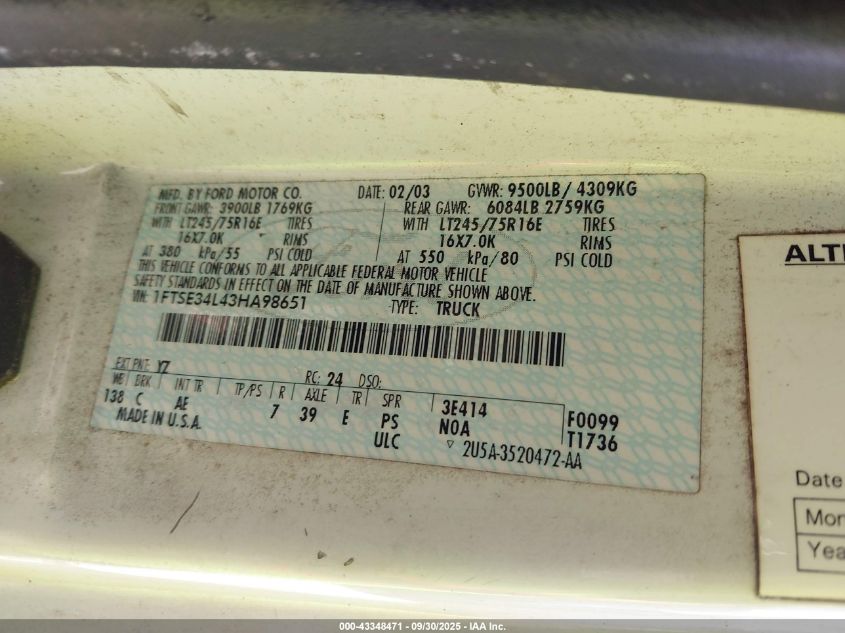 MFD. BY FORD MOTOR CO. DATE: 02/03 GVWR: 9500LB/ 4309KG
FRONT GAWR: 3900LB 1769KG REAR GAWR: 6084LB 2759KG
WITH LT245/75R16E TIRES WITH LT245/75R16E TIRES
16X7.0K RIMS 16X7.0K RIMS
AT 380 kPa/55 PSI COLD AT 550 kPa/80 PSI COLD
THIS VEHICLE CONFORMS TO ALL APPLICABLE FEDERAL MOTOR VEHICLE
SAFETY STANDARDS IN EFFECT ON THE DATE OF MANUFACTURE SHOWN ABOVE.
VIN: 1FTSE34L43HA98651 TYPE: TRUCK
EXT PNT: YZ RC: 24 DSO:
WB BRK INT TR TP/PS R AXLE TR SPR 3E414 F0099
138 C AE 7 39 E PS N0A T1736
MADE IN U.S.A. ULC ▽ 2U5A-3520472-AA
ALT
Date
Mon
Yea
000-43348471 - 09/30/2025 - IAA Inc.